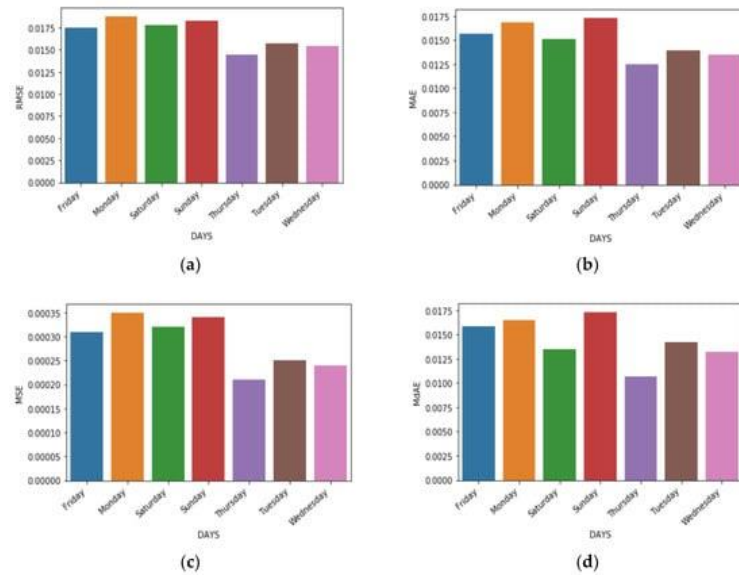 0.0175
0.0150
0.0125
0.0100
0.0075
0.0050
0.0025
0.0000
RMSE
Friday
Monday
Saturday
Sunday
Thursday
Tuesday
Wednesday
DAYS
(a)
0.0175
0.0150
0.0125
0.0100
0.0075
0.0050
0.0025
0.0000
MAE
Friday
Monday
Saturday
Sunday
Thursday
Tuesday
Wednesday
DAYS
(b)
0.00035
0.00030
0.00025
0.00020
0.00015
0.00010
0.00005
0.00000
MSE
Friday
Monday
Saturday
Sunday
Thursday
Tuesday
Wednesday
DAYS
(c)
0.0175
0.0150
0.0125
0.0100
0.0075
0.0050
0.0025
0.0000
MdAE
Friday
Monday
Saturday
Sunday
Thursday
Tuesday
Wednesday
DAYS
(d)